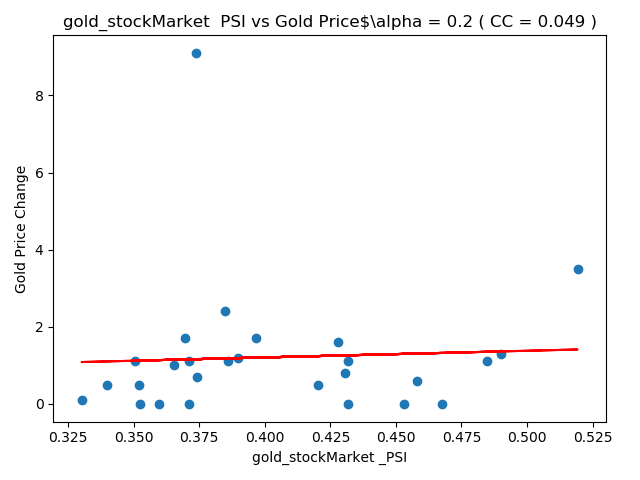 gold_stockMarket  PSI vs Gold Price$\alpha = 0.2 ( CC = 0.049 )
Gold Price Change
8
6
4
2
0
0.325 0.350 0.375 0.400 0.425 0.450 0.475 0.500 0.525
gold_stockMarket _PSI